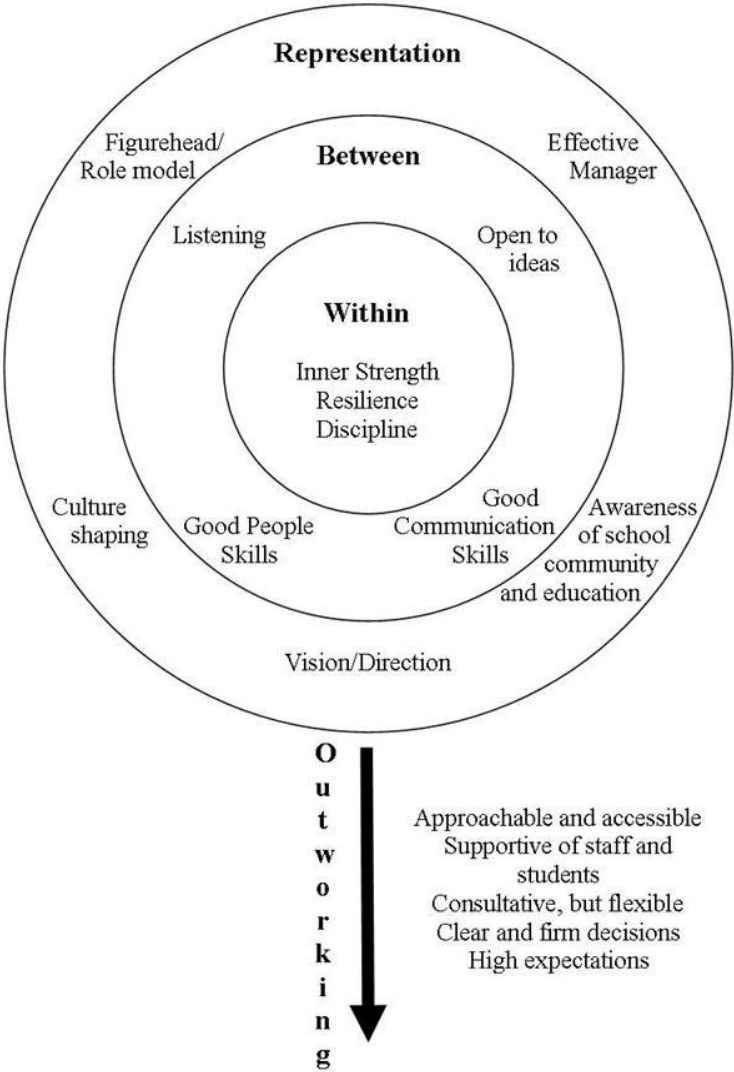 Representation
Figurehead/
Role model
Effective
Manager
Between
Listening
Open to
ideas
Within
Inner Strength
Resilience
Discipline
Culture
shaping
Good People
Skills
Good
Communication
Skills
Awareness
of school
community
and education
Vision/Direction
Outworking
Approachable and accessible
Supportive of staff and
students
Consultative, but flexible
Clear and firm decisions
High expectations